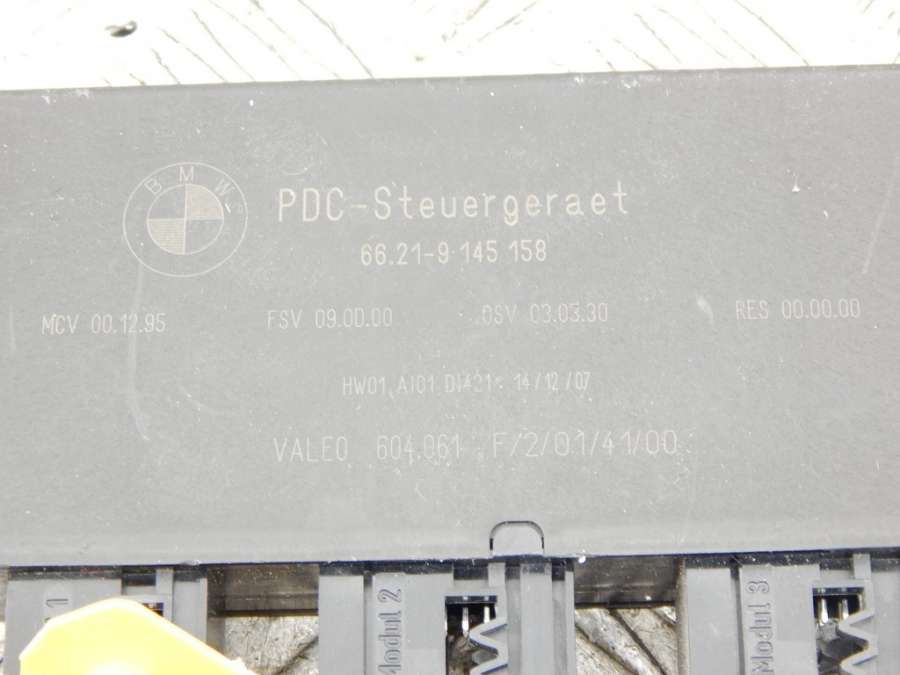 BMW
PDC-Steuergeraet
66.21-9 145 158
MCV 00.12.95 FSV 09.00.00 OSV 03.03.30 RES 00.00.00
HW01 AI01 14/12/07
VALEO 604.061 F/2/01/41/00
1 Modul 2 Modul 3